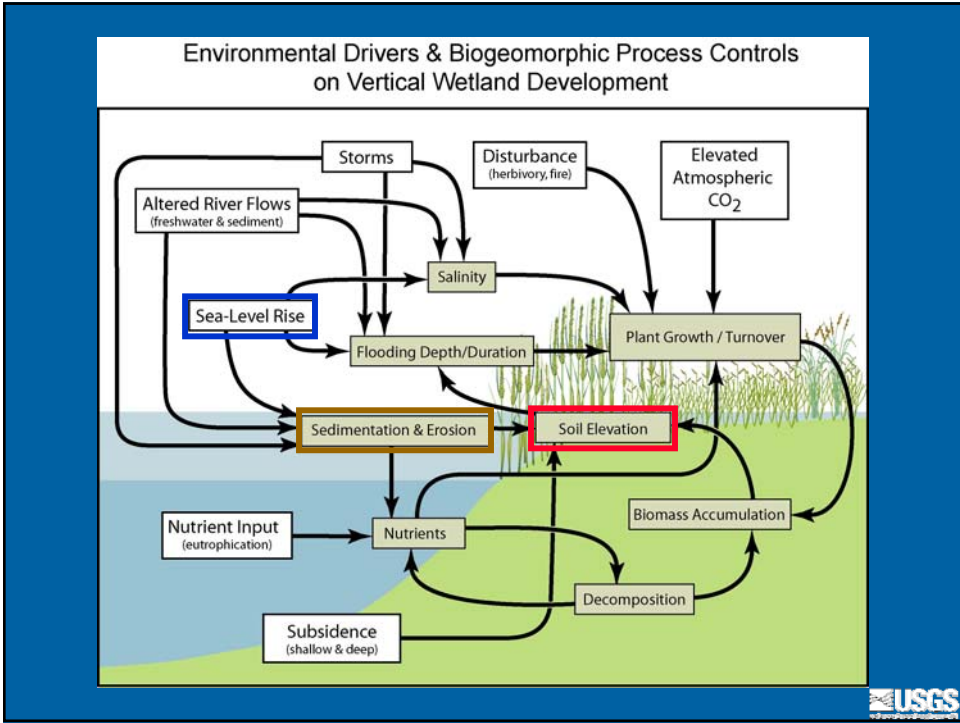 Environmental Drivers & Biogeomorphic Process Controls
on Vertical Wetland Development
Storms
Disturbance
(herbivory, fire)
Elevated
Atmospheric
CO2
Altered River Flows
(freshwater & sediment)
Salinity
Sea-Level Rise
Plant Growth / Turnover
Flooding Depth/Duration
Sedimentation & Erosion
Soil Elevation
Nutrient Input
(eutrophication)
Nutrients
Biomass Accumulation
Decomposition
Subsidence
(shallow & deep)
USGS